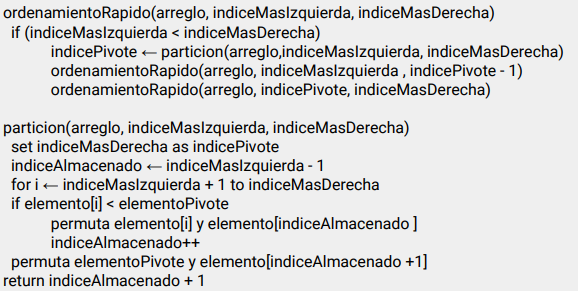 ordenamientoRapido(arreglo, indiceMasIzquierda, indiceMasDerecha)
if (indiceMasIzquierda < indiceMasDerecha)
indicePivote ← particion(arreglo,indiceMasIzquierda, indiceMasDerecha)
ordenamientoRapido(arreglo, indiceMasIzquierda , indicePivote - 1)
ordenamientoRapido(arreglo, indicePivote, indiceMasDerecha)

particion(arreglo, indiceMasIzquierda, indiceMasDerecha)
set indiceMasDerecha as indicePivote
indiceAlmacenado ← indiceMasIzquierda - 1
for i ← indiceMasIzquierda + 1 to indiceMasDerecha
if elemento[i] < elementoPivote
permuta elemento[i] y elemento[indiceAlmacenado ]
indiceAlmacenado++
permuta elementoPivote y elemento[indiceAlmacenado +1]
return indiceAlmacenado + 1